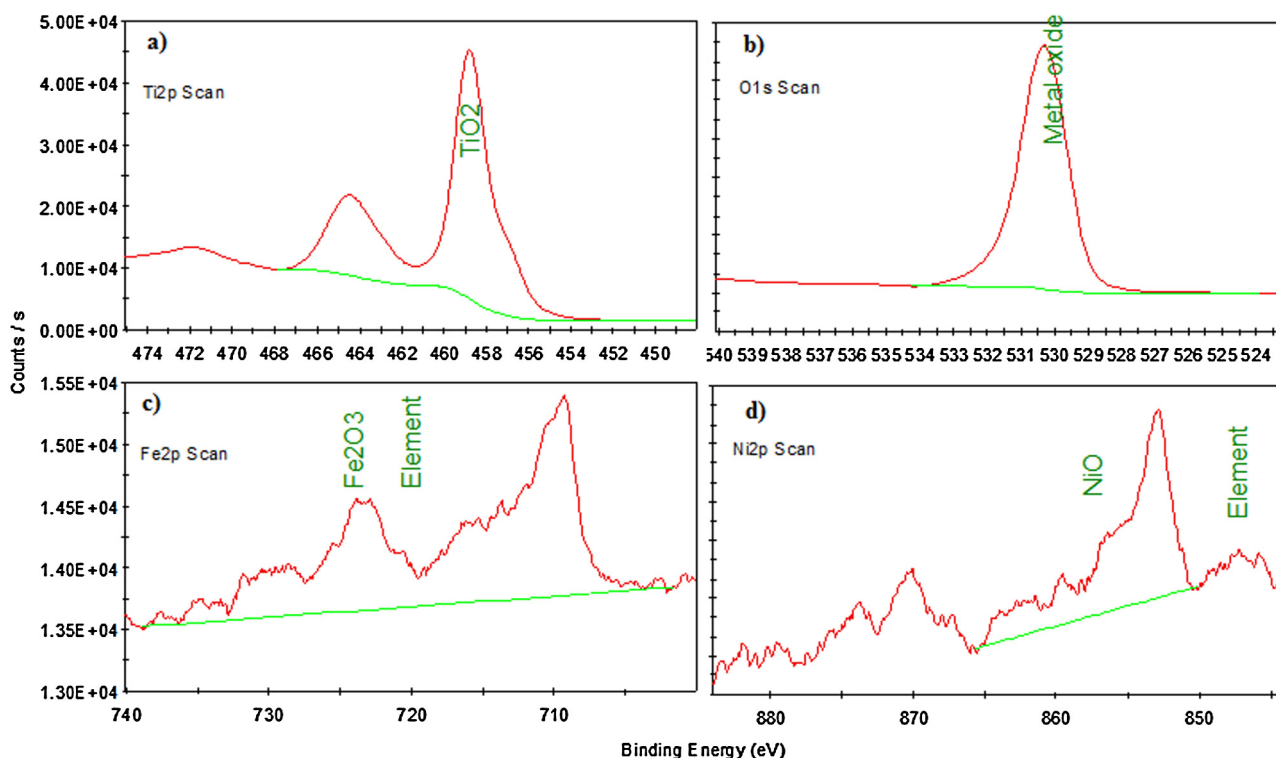 5.00E+04
a)
b)
Ti2p Scan
TiO2
O1s Scan
Metal oxide
4.00E+04
3.00E+04
2.00E+04
1.00E+04
0.00E+00
474 472 470 468 466 464 462 460 458 456 454 452 450
540 539 538 537 536 535 534 533 532 531 530 529 528 527 526 525 524
Counts / s
1.55E+04
c)
d)
Fe2p Scan
Fe2O3
Element
Ni2p Scan
NiO
Element
1.50E+04
1.45E+04
1.40E+04
1.35E+04
1.30E+04
740 730 720 710
880 870 860 850
Binding Energy (eV)